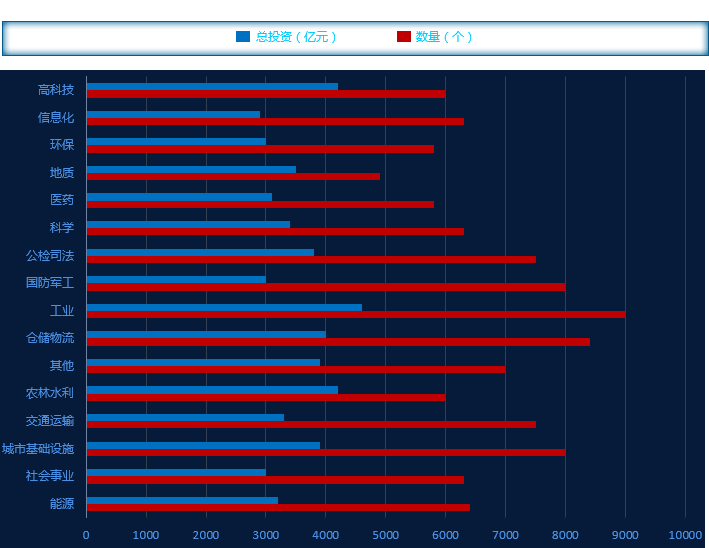 总投资（亿元）
数量（个）
高科技
信息化
环保
地质
医药
科学
公检司法
国防军工
工业
仓储物流
其他
农林水利
交通运输
城市基础设施
社会事业
能源
0 1000 2000 3000 4000 5000 6000 7000 8000 9000 10000